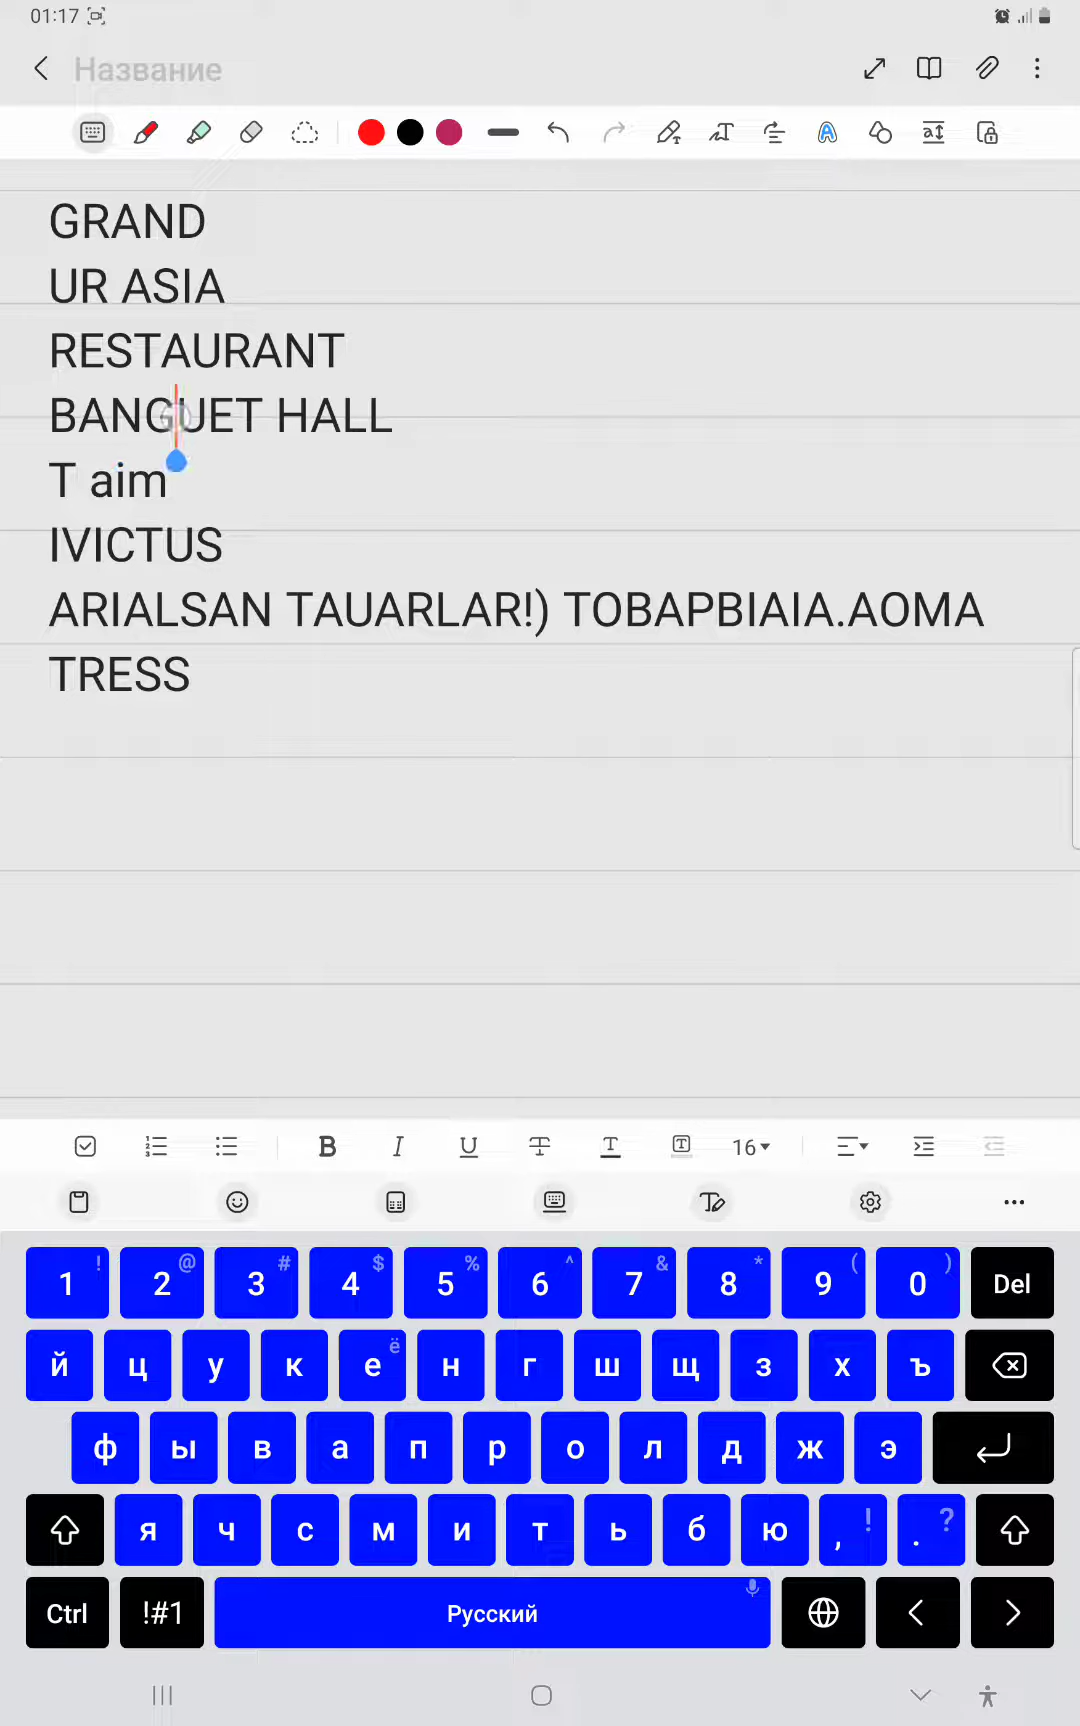 01:17
Название
GRAND
UR ASIA
RESTAURANT
BANGUET HALL
T aim
IVICTUS
ARIALSAN TAUARLAR!) TOBAPBIAIA.AOMA
TRESS
B I U T T T 16
1 ! 2 @ 3 # 4 $ 5 % 6 ^ 7 & 8 * 9 ( 0 ) Del
й ц у к е ё н г ш щ з х ъ
ф ы в а п р о л д ж э
я ч с м и т ь б ю , ! . ?
Ctrl !#1 Русский